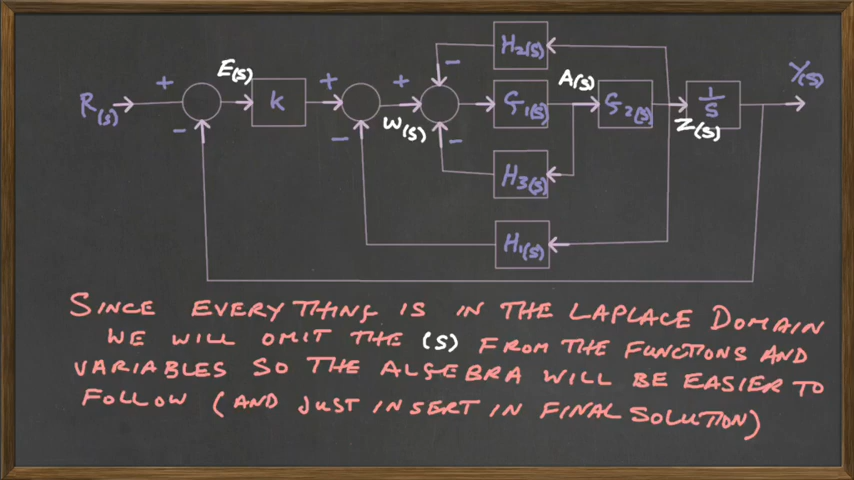 H2(s)
E(s)
A(s)
Y(s)
+
+
+
−
R(s)
K
G1(s)
G2(s)
1/s
−
−
W(s)
−
Z(s)
H3(s)
H1(s)
SINCE EVERYTHING IS IN THE LAPLACE DOMAIN
WE WILL OMIT THE (S) FROM THE FUNCTIONS AND
VARIABLES SO THE ALGEBRA WILL BE EASIER TO
FOLLOW (AND JUST INSERT IN FINAL SOLUTION)